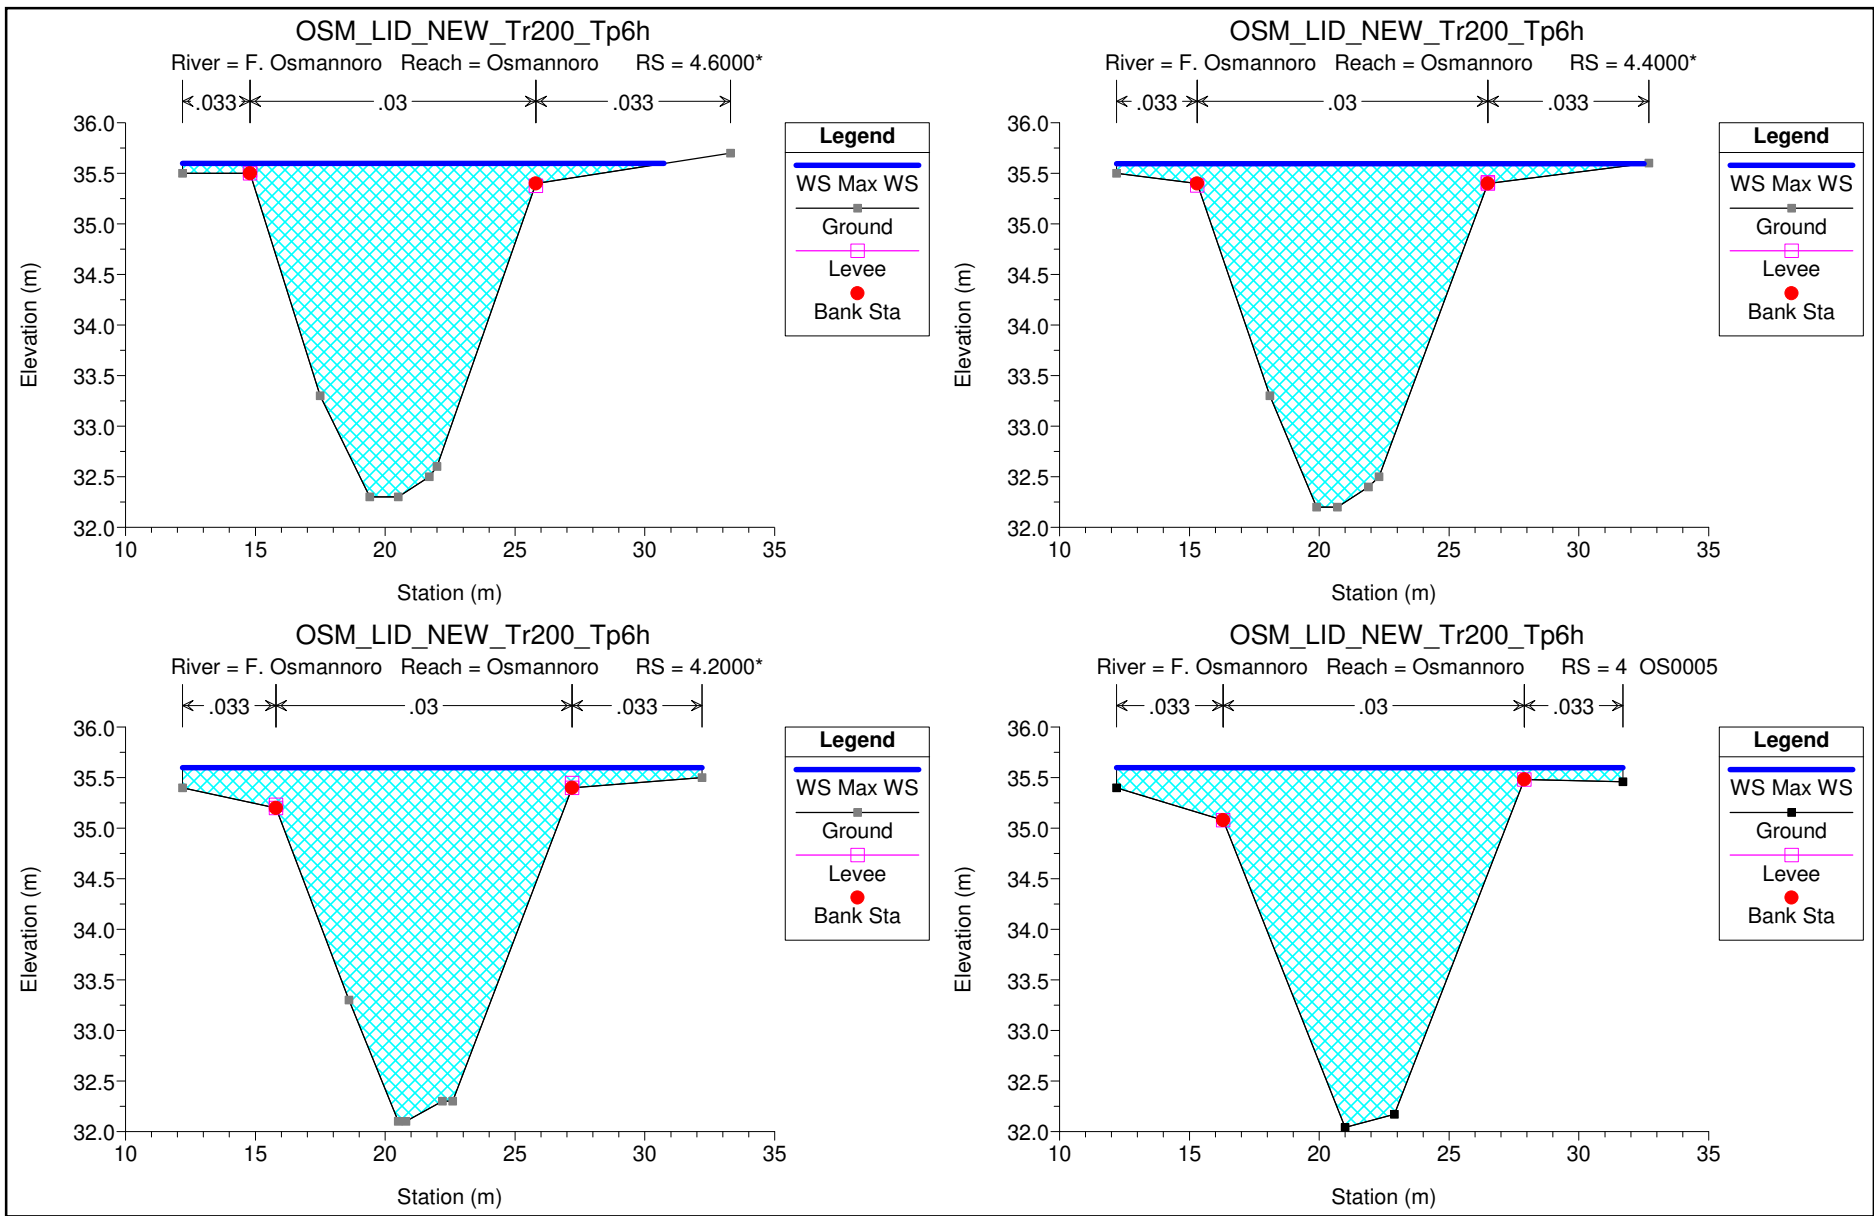 OSM_LID_NEW_Tr200_Tp6h
River = F. Osmannoro Reach = Osmannoro RS = 4.6000*
.033 .03 .033
36.0
35.5
35.0
34.5
34.0
33.5
33.0
32.5
32.0
10 15 20 25 30 35
Station (m)
Elevation (m)
Legend
WS Max WS
Ground
Levee
Bank Sta
OSM_LID_NEW_Tr200_Tp6h
River = F. Osmannoro Reach = Osmannoro RS = 4.4000*
.033 .03 .033
36.0
35.5
35.0
34.5
34.0
33.5
33.0
32.5
32.0
10 15 20 25 30 35
Station (m)
Elevation (m)
Legend
WS Max WS
Ground
Levee
Bank Sta
OSM_LID_NEW_Tr200_Tp6h
River = F. Osmannoro Reach = Osmannoro RS = 4.2000*
.033 .03 .033
36.0
35.5
35.0
34.5
34.0
33.5
33.0
32.5
32.0
10 15 20 25 30 35
Station (m)
Elevation (m)
Legend
WS Max WS
Ground
Levee
Bank Sta
OSM_LID_NEW_Tr200_Tp6h
River = F. Osmannoro Reach = Osmannoro RS = 4 OS0005
.033 .03 .033
36.0
35.5
35.0
34.5
34.0
33.5
33.0
32.5
32.0
10 15 20 25 30 35
Station (m)
Elevation (m)
Legend
WS Max WS
Ground
Levee
Bank Sta